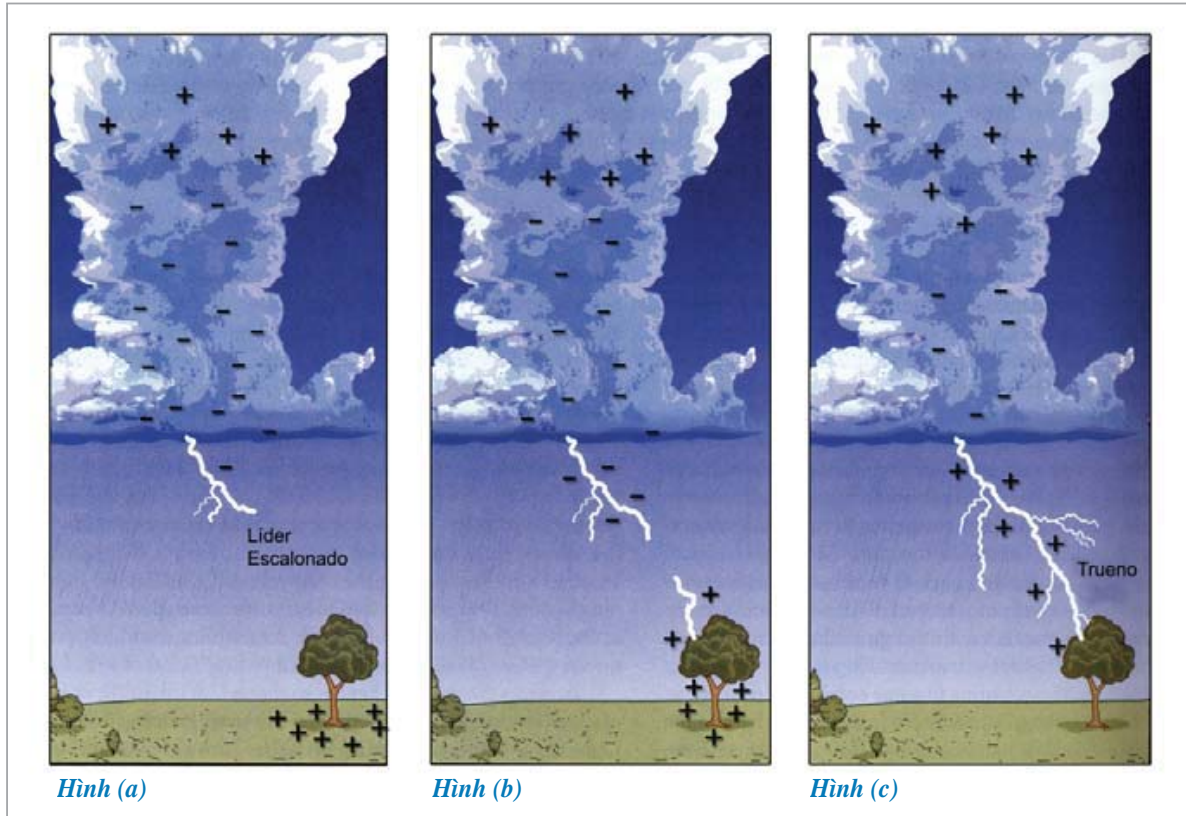 Líder
Escalonado
Trueno
Hình (a)
Hình (b)
Hình (c)